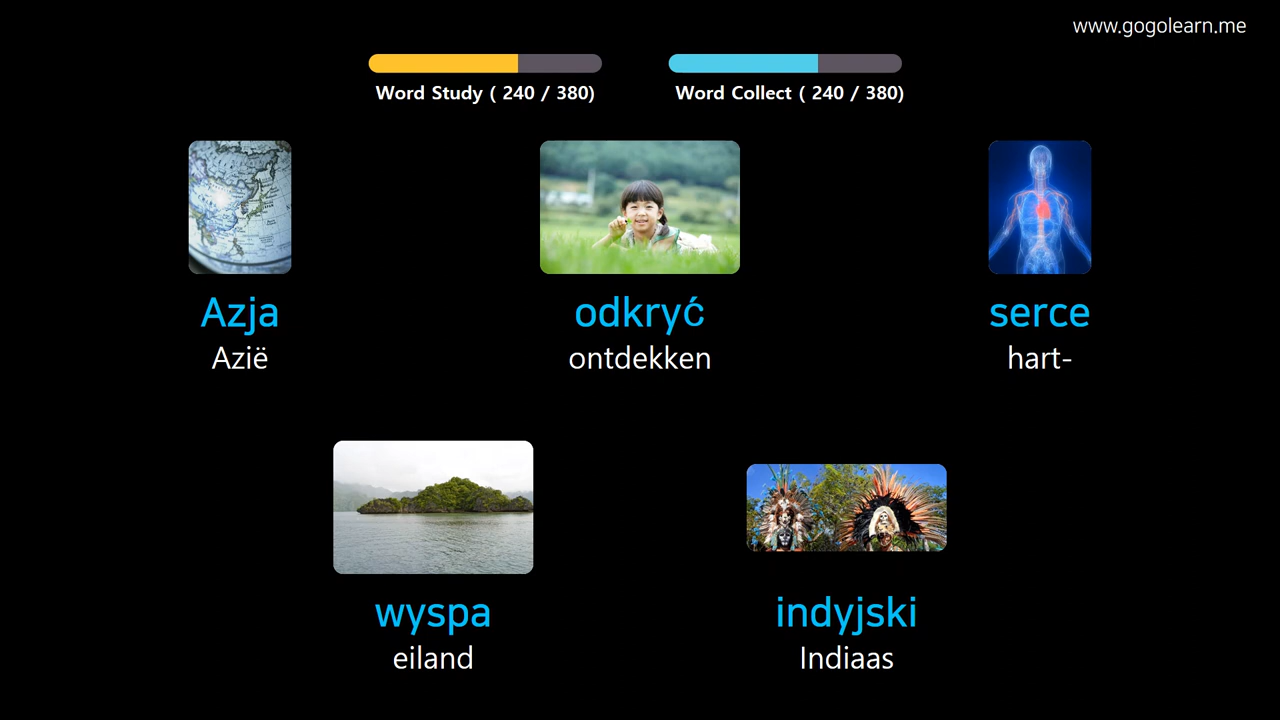 www.gogolearn.me
Word Study ( 240 / 380)
Word Collect ( 240 / 380)
Azja
Azië
odkryć
ontdekken
serce
hart-
wyspa
eiland
indyjski
Indiaas